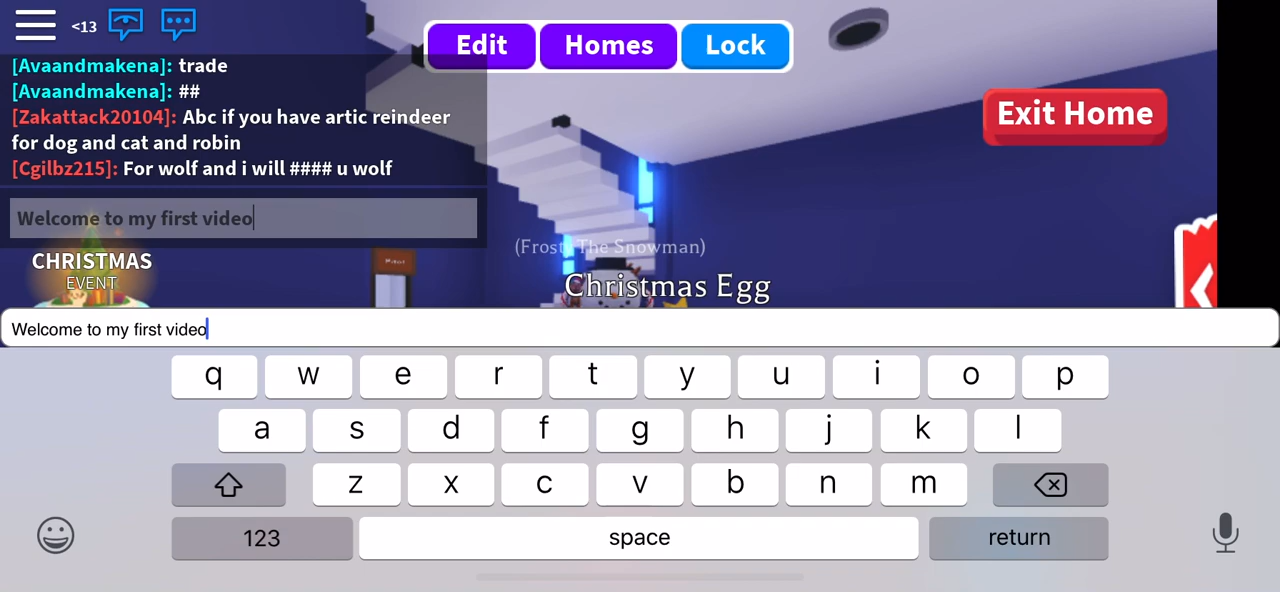 <13
Edit Homes Lock
[Avaandmakena]: trade
[Avaandmakena]: ##
[Zakattack20104]: Abc if you have artic reindeer
for dog and cat and robin
[Cgilbz215]: For wolf and i will #### u wolf
Exit Home
Welcome to my first video
(Frosty The Snowman)
CHRISTMAS
EVENT
Christmas Egg
Welcome to my first video
q w e r t y u i o p
a s d f g h j k l
z x c v b n m
123 space return